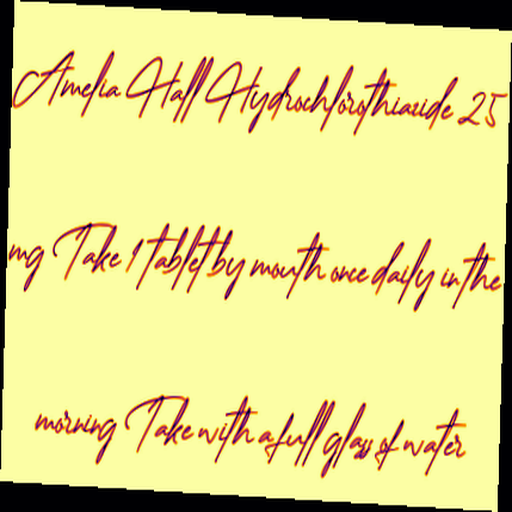 Amelia Hall Hydrochlorothiazide 25
mg Take 1 tablet by mouth once daily in the
morning Take with a full glass of water